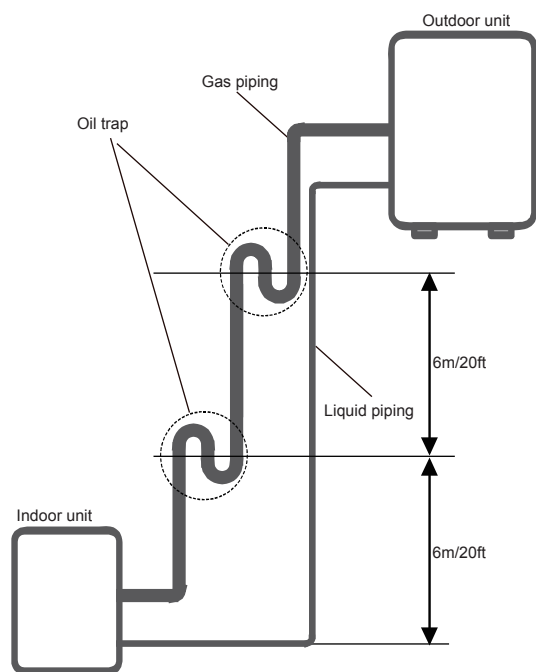 Outdoor unit
Gas piping
Oil trap
6m/20ft
Liquid piping
Indoor unit
6m/20ft